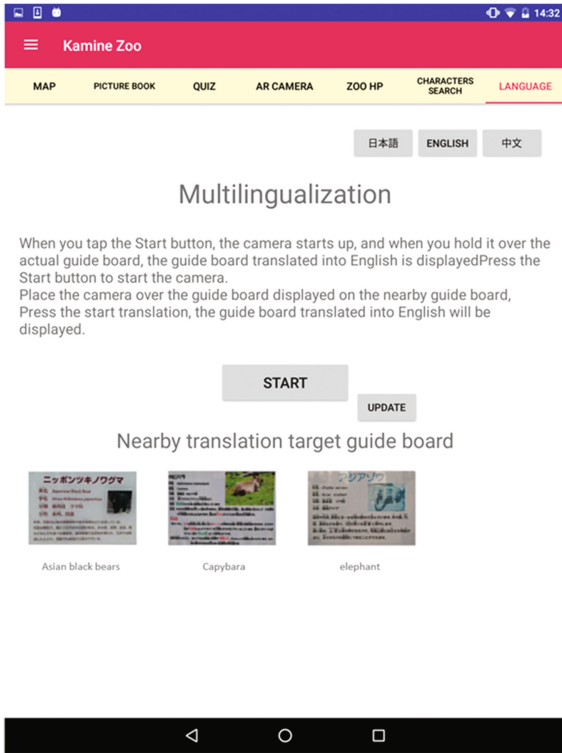 14:32
Kamine Zoo
MAP
PICTURE BOOK
QUIZ
AR CAMERA
ZOO HP
CHARACTERS
SEARCH
LANGUAGE
日本語
ENGLISH
中文
Multilingualization
When you tap the Start button, the camera starts up, and when you hold it over the
actual guide board, the guide board translated into English is displayedPress the
Start button to start the camera.
Place the camera over the guide board displayed on the nearby guide board,
Press the start translation, the guide board translated into English will be
displayed.
START
UPDATE
Nearby translation target guide board
ニッポンツキノワグマ
アジアゾウ
Asian black bears
Capybara
elephant